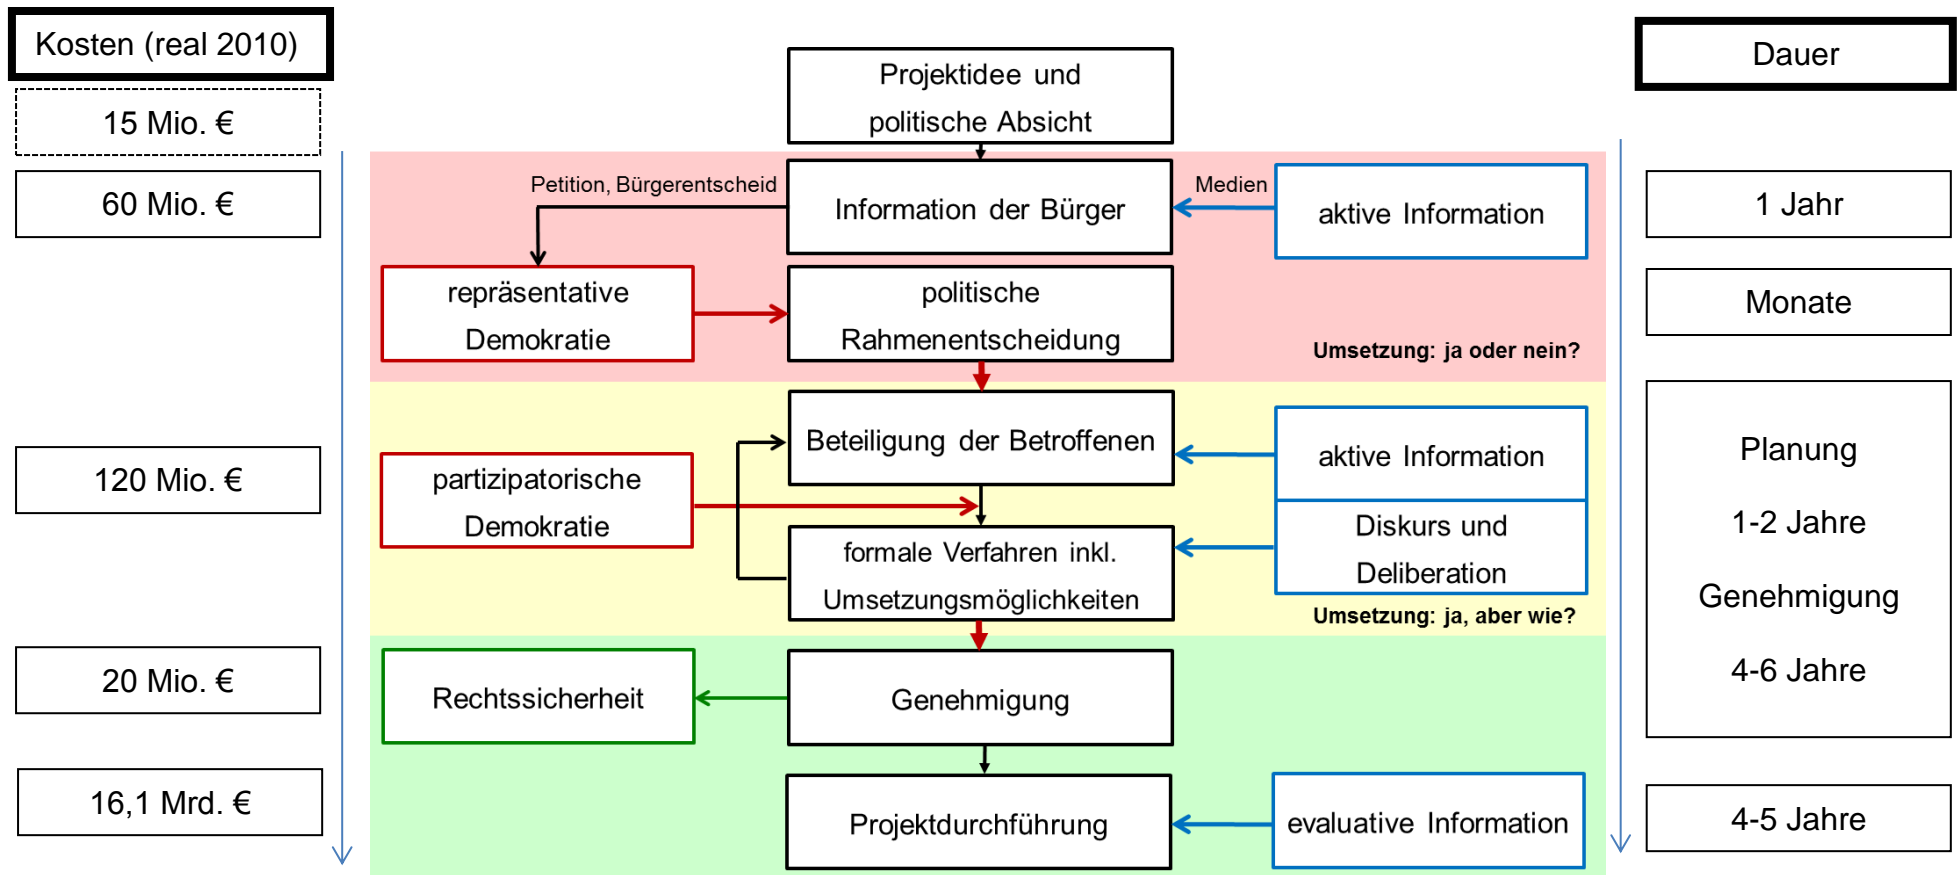 Kosten (real 2010)
15 Mio. €
60 Mio. €
120 Mio. €
20 Mio. €
16,1 Mrd. €
Projektidee und
politische Absicht
Petition, Bürgerentscheid
Information der Bürger
Medien
aktive Information
repräsentative
Demokratie
politische
Rahmenentscheidung
Umsetzung: ja oder nein?
Beteiligung der Betroffenen
aktive Information
partizipatorische
Demokratie
formale Verfahren inkl.
Umsetzungsmöglichkeiten
Diskurs und
Deliberation
Umsetzung: ja, aber wie?
Rechtssicherheit
Genehmigung
Projektdurchführung
evaluative Information
Dauer
1 Jahr
Monate
Planung
1-2 Jahre
Genehmigung
4-6 Jahre
4-5 Jahre